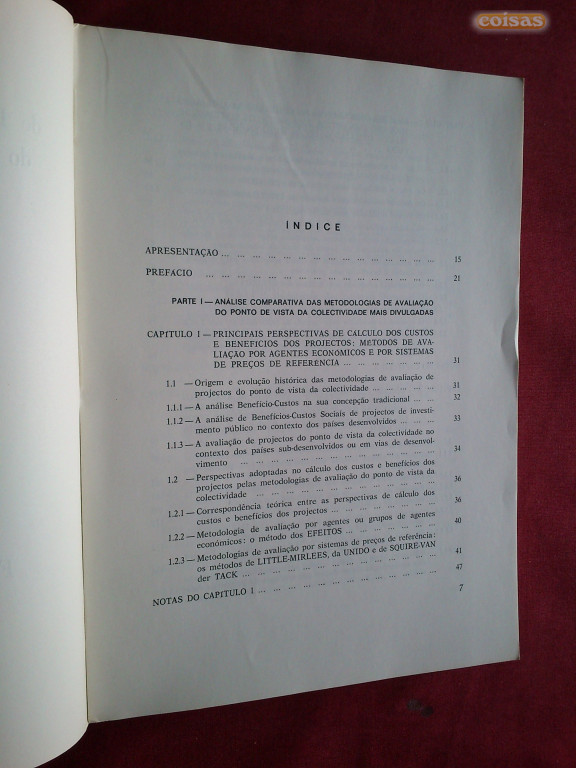 coisas
ÍNDICE
APRESENTAÇÃO ... ... ... ... ... ... ... ... ... ... ... ... 15
PREFACIO ... ... ... ... ... ... ... ... ... ... ... ... ... 21
PARTE I — ANÁLISE COMPARATIVA DAS METODOLOGIAS DE AVALIAÇÃO
DO PONTO DE VISTA DA COLECTIVIDADE MAIS DIVULGADAS
CAPITULO I — PRINCIPAIS PERSPECTIVAS DE CALCULO DOS CUSTOS
E BENEFICIOS DOS PROJECTOS: MÉTODOS DE AVA-
LIAÇÃO POR AGENTES ECONOMICOS E POR SISTEMAS
DE PREÇOS DE REFERÊNCIA ... ... ... ... ... ... 31
1.1 — Origem e evolução histórica das metodologias de avaliação de
projectos do ponto de vista da colectividade ... ... ... ... 31
1.1.1 — A análise Benefício-Custo na sua concepção tradicional ... ... 32
1.1.2 — A análise de Benefícios-Custos Sociais de projectos de investi-
mento público no contexto dos países desenvolvidos ... ... ... 33
1.1.3 — A avaliação de projectos do ponto de vista da colectividade no
contexto dos países sub-desenvolvidos ou em vias de desenvol-
vimento ... ... ... ... ... ... ... ... ... ... ... 34
1.2 — Perspectivas adoptadas no cálculo dos custos e benefícios dos
projectos pelas metodologias de avaliação do ponto de vista da
colectividade ... ... ... ... ... ... ... ... ... ... 36
1.2.1 — Correspondência teórica entre as perspectivas de cálculo dos
custos e benefícios dos projectos ... ... ... ... ... ... 36
1.2.2 — Metodologia de avaliação por agentes ou grupos de agentes
económicos: o método dos EFEITOS ... ... ... ... ... 40
1.2.3 — Metodologias de avaliação por sistemas de preços de referência:
os métodos de LITTLE-MIRLEES, da UNIDO e de SQUIRE-VAN
der TACK ... ... ... ... ... ... ... ... ... ... ... 41
NOTAS DO CAPITULO I ... ... ... ... ... ... ... ... ... ... 47
7